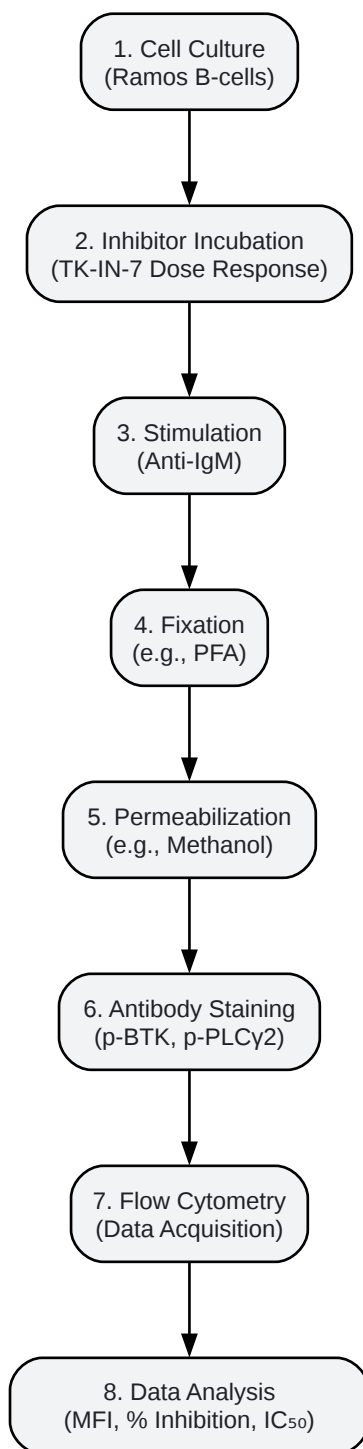 1. Cell Culture
(Ramos B-cells)
2. Inhibitor Incubation
(TK-IN-7 Dose Response)
3. Stimulation
(Anti-IgM)
4. Fixation
(e.g., PFA)
5. Permeabilization
(e.g., Methanol)
6. Antibody Staining
(p-BTK, p-PLCγ2)
7. Flow Cytometry
(Data Acquisition)
8. Data Analysis
(MFI, % Inhibition, IC₅₀)